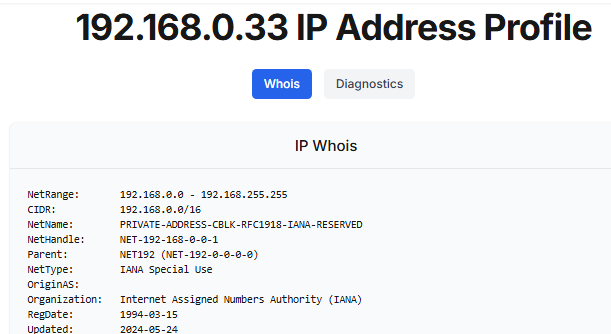 192.168.0.33 IP Address Profile
Whois Diagnostics
IP Whois
NetRange: 192.168.0.0 - 192.168.255.255
CIDR: 192.168.0.0/16
NetName: PRIVATE-ADDRESS-CBLK-RFC1918-IANA-RESERVED
NetHandle: NET-192-168-0-0-1
Parent: NET192 (NET-192-0-0-0-0)
NetType: IANA Special Use
OriginAS:
Organization: Internet Assigned Numbers Authority (IANA)
RegDate: 1994-03-15
Updated: 2024-05-24